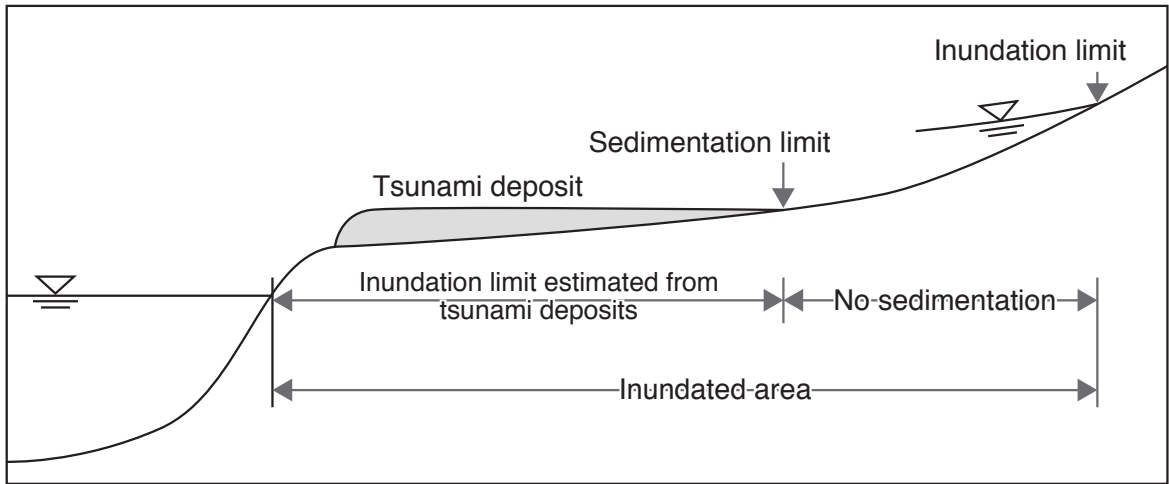 Inundation limit
Sedimentation limit
Tsunami deposit
Inundation limit estimated from
tsunami deposits
No sedimentation
Inundated area